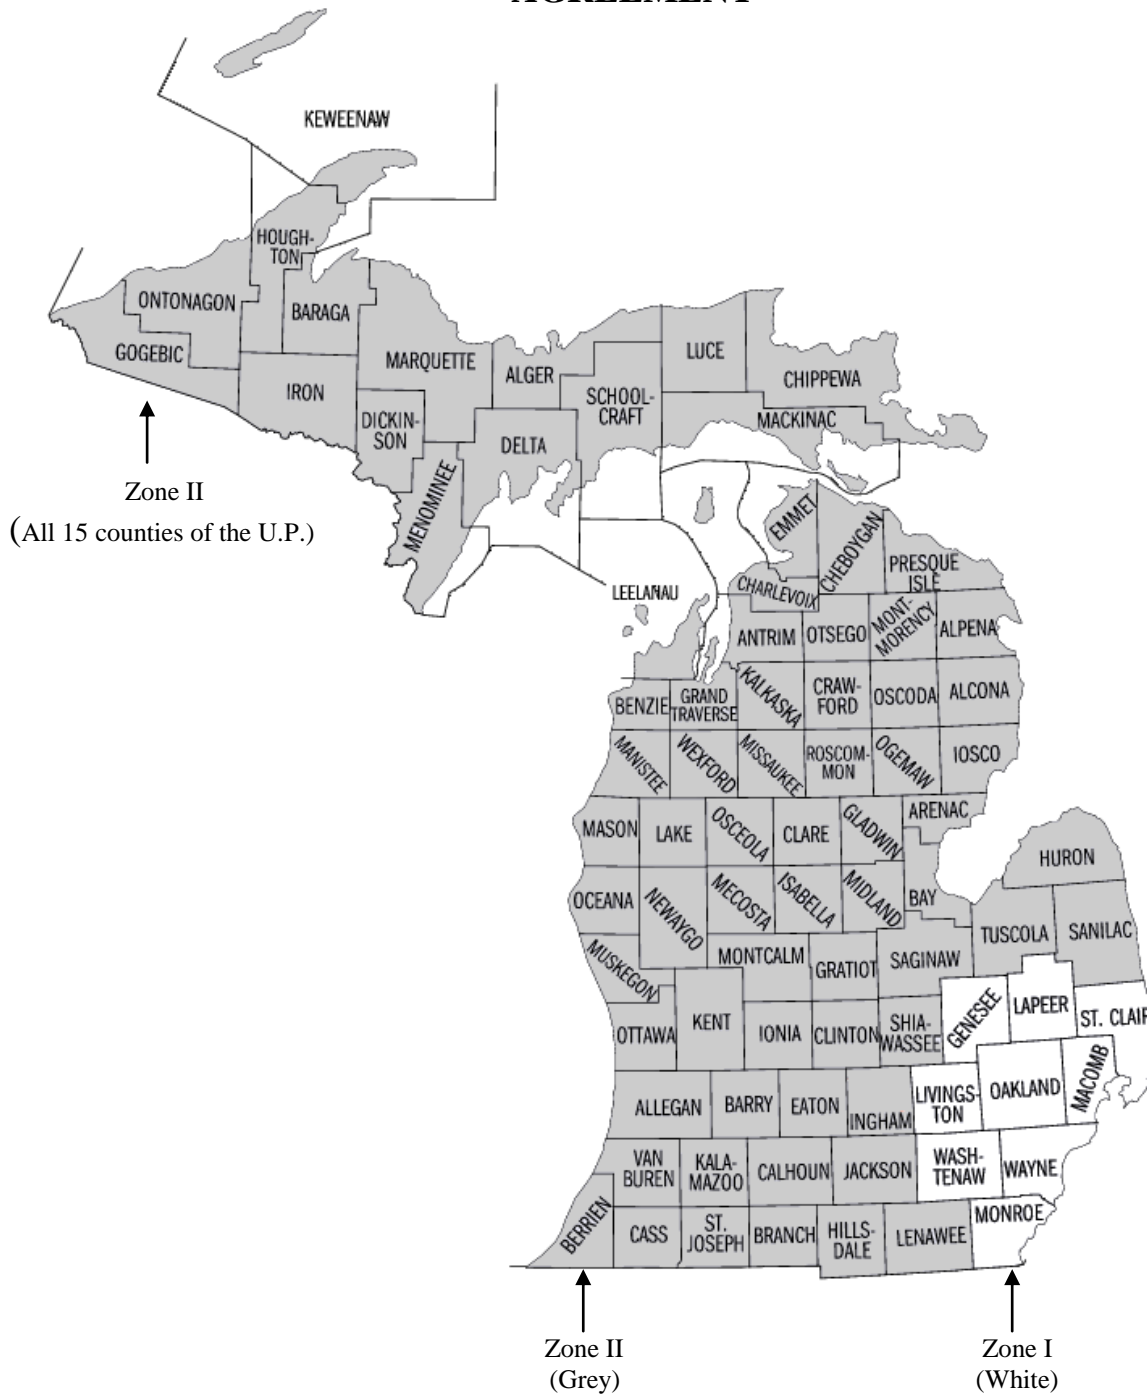 AGREEMENT
KEWEENAW
HOUGH-
TON
ONTONAGON
BARAGA
GOGEBIC
IRON
MARQUETTE
ALGER
LUCE
CHIPPEWA
SCHOOL-
CRAFT
MACKINAC
DICKIN-
SON
DELTA
MENOMINEE
Zone II
(All 15 counties of the U.P.)
EMMET
CHEBOYGAN
PRESQUE
ISLE
LEELANAU
CHARLEVOIX
ANTRIM
OTSEGO
MONT-
MORENCY
ALPENA
BENZIE
GRAND
TRAVERSE
KALKASKA
CRAW-
FORD
OSCODA
ALCONA
MANISTEE
WEXFORD
MISSAUKEE
ROSCOM-
MON
OGEMAW
IOSCO
MASON
LAKE
OSCEOLA
CLARE
GLADWIN
ARENAC
HURON
OCEANA
NEWAYGO
MECOSTA
ISABELLA
MIDLAND
BAY
TUSCOLA
SANILAC
MUSKEGON
MONTCALM
GRATIOT
SAGINAW
GENESEE
LAPEER
ST. CLAIR
OTTAWA
KENT
IONIA
CLINTON
SHIA-
WASSEE
ALLEGAN
BARRY
EATON
INGHAM
LIVINGS-
TON
OAKLAND
MACOMB
VAN
BUREN
KALA-
MAZOO
CALHOUN
JACKSON
WASH-
TENAW
WAYNE
BERRIEN
CASS
ST.
JOSEPH
BRANCH
HILLS-
DALE
LENAWEE
MONROE
Zone II
(Grey)
Zone I
(White)